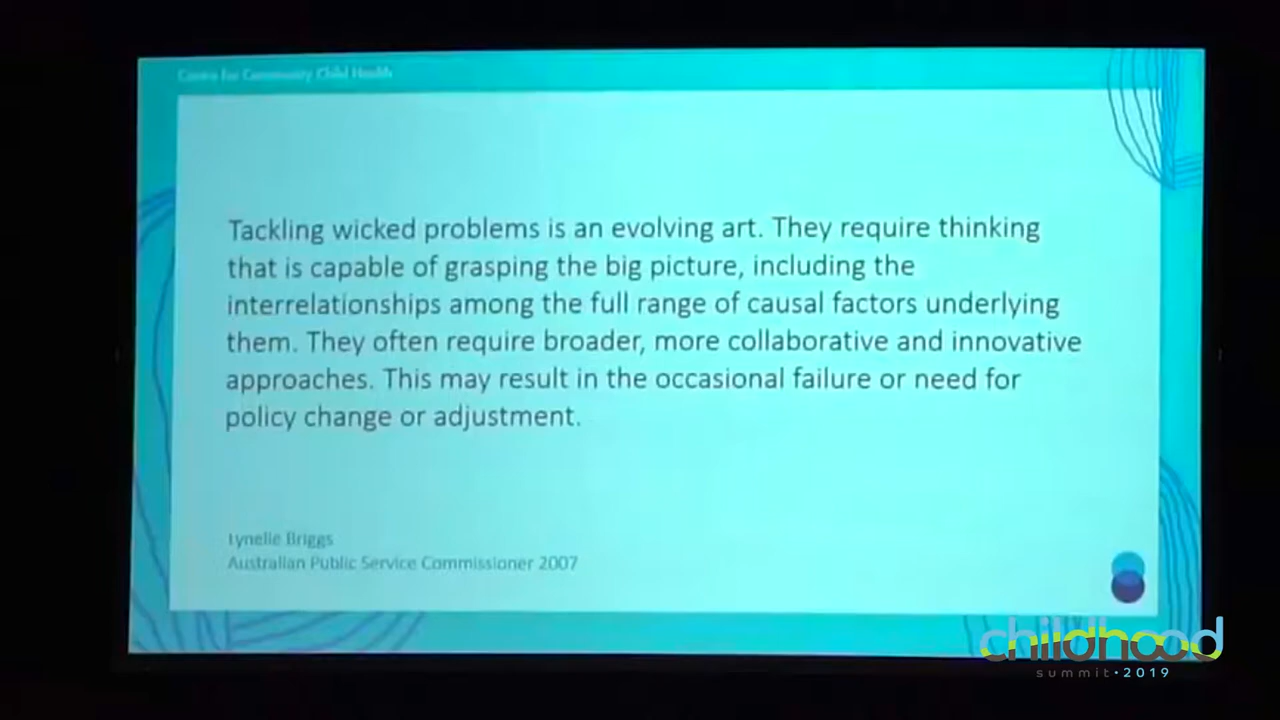 Centre for Community Child Health
Tackling wicked problems is an evolving art. They require thinking
that is capable of grasping the big picture, including the
interrelationships among the full range of causal factors underlying
them. They often require broader, more collaborative and innovative
approaches. This may result in the occasional failure or need for
policy change or adjustment.
Lynelle Briggs
Australian Public Service Commissioner 2007
childhood
summit • 2019